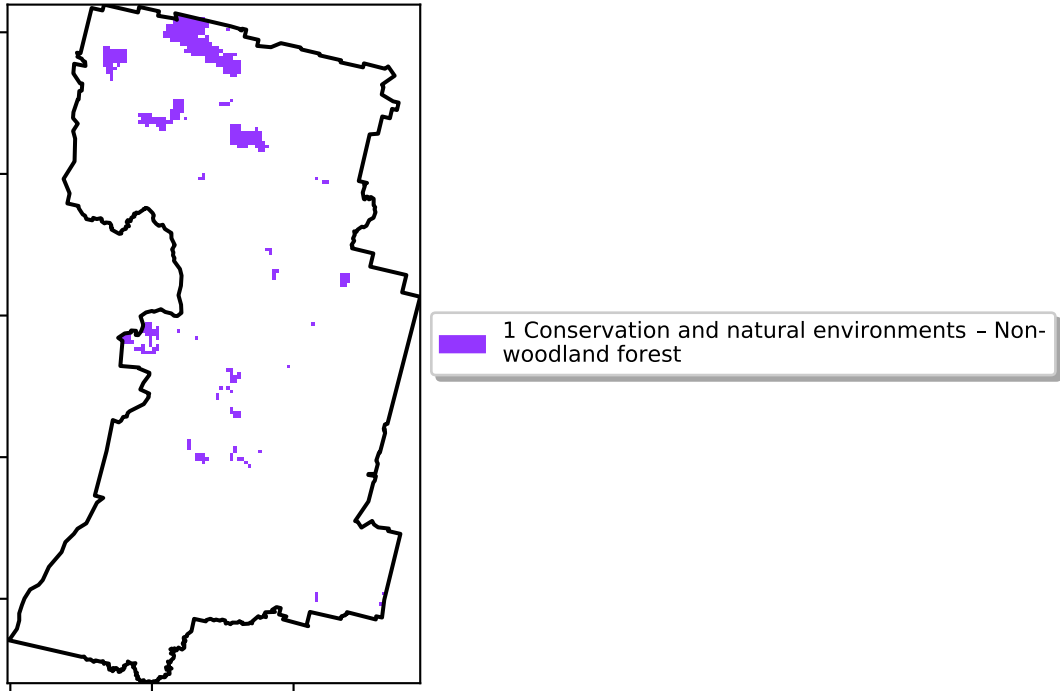 1 Conservation and natural environments – Non-
woodland forest